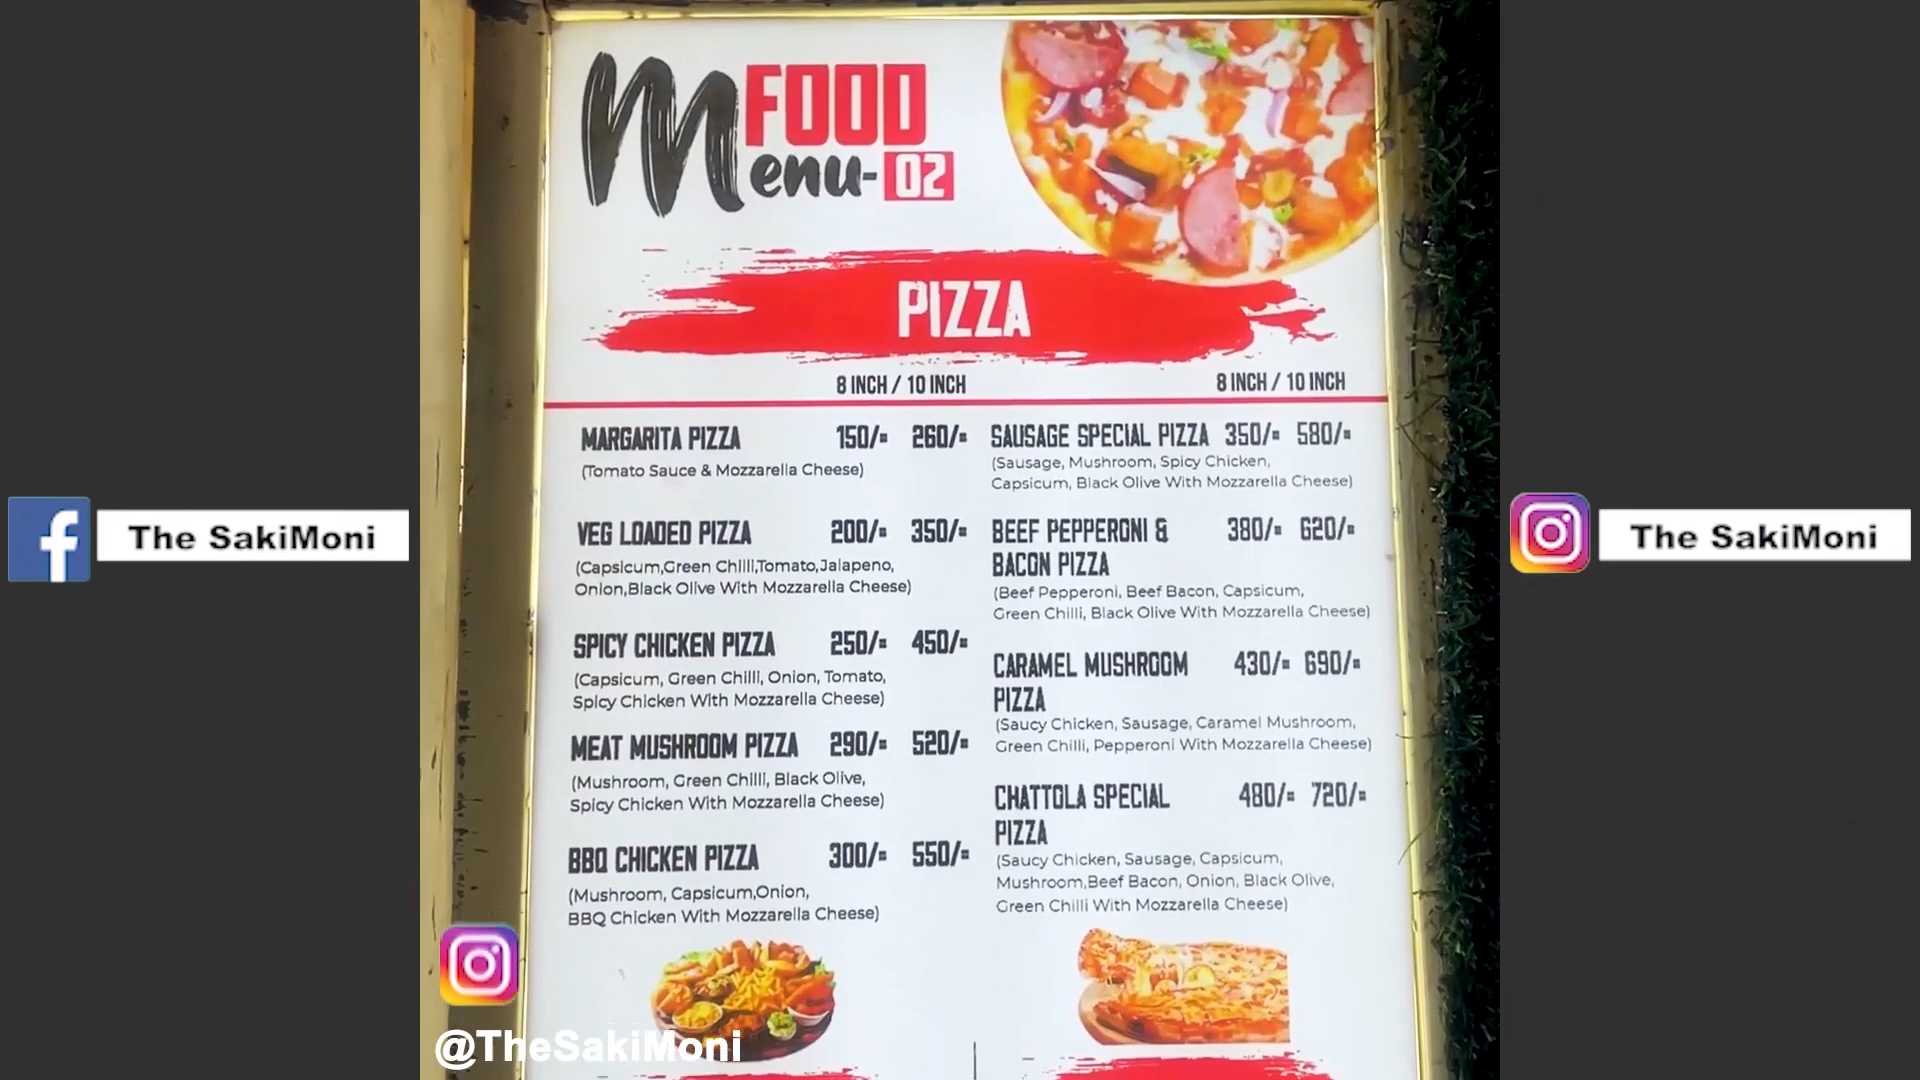 FOOD
Menu-02
PIZZA
8 INCH / 10 INCH
MARGARITA PIZZA 150/= 260/=
(Tomato Sauce & Mozzarella Cheese)
VEG LOADED PIZZA 200/= 350/=
(Capsicum,Green Chilli,Tomato,Jalapeno,
Onion,Black Olive With Mozzarella Cheese)
SPICY CHICKEN PIZZA 250/= 450/=
(Capsicum, Green Chilli, Onion, Tomato,
Spicy Chicken With Mozzarella Cheese)
MEAT MUSHROOM PIZZA 290/= 520/=
(Mushroom, Green Chilli, Black Olive,
Spicy Chicken With Mozzarella Cheese)
BBQ CHICKEN PIZZA 300/= 550/=
(Mushroom, Capsicum,Onion,
BBQ Chicken With Mozzarella Cheese)
8 INCH / 10 INCH
SAUSAGE SPECIAL PIZZA 350/= 580/=
(Sausage, Mushroom, Spicy Chicken,
Capsicum, Black Olive With Mozzarella Cheese)
BEEF PEPPERONI & 380/= 620/=
BACON PIZZA
(Beef Pepperoni, Beef Bacon, Capsicum,
Green Chilli, Black Olive With Mozzarella Cheese)
CARAMEL MUSHROOM 430/= 690/=
PIZZA
(Saucy Chicken, Sausage, Caramel Mushroom,
Green Chilli, Pepperoni With Mozzarella Cheese)
CHATTOLA SPECIAL 480/= 720/=
PIZZA
(Saucy Chicken, Sausage, Capsicum,
Mushroom,Beef Bacon, Onion, Black Olive,
Green Chilli With Mozzarella Cheese)
The SakiMoni
The SakiMoni
@TheSakiMoni